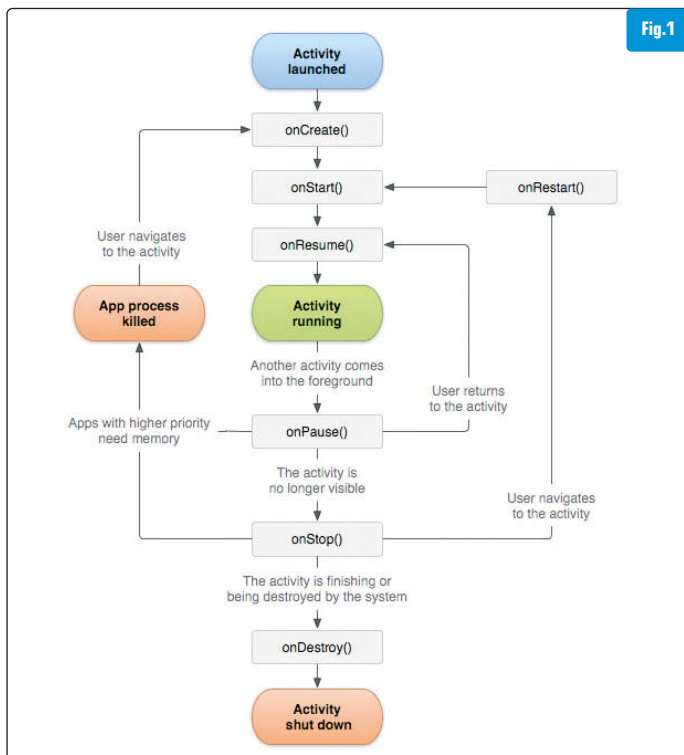 Fig.1
Activity
launched
onCreate()
onStart()
onRestart()
User navigates
to the activity
onResume()
App process
killed
Activity
running
Another activity comes
into the foreground
User returns
to the activity
Apps with higher priority
need memory
onPause()
The activity is
no longer visible
User navigates
to the activity
onStop()
The activity is finishing or
being destroyed by the system
onDestroy()
Activity
shut down